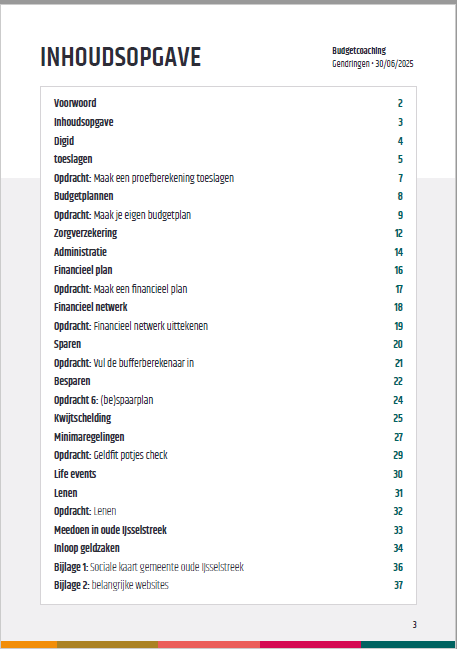 INHOUDSOPGAVE
Budgetcoaching
Gendringen • 30/06/2025
Voorwoord 2
Inhoudsopgave 3
Digid 4
toeslagen 5
Opdracht: Maak een proefberekening toeslagen 7
Budgetplannen 8
Opdracht: Maak je eigen budgetplan 9
Zorgverzekering 12
Administratie 14
Financieel plan 16
Opdracht: Maak een financieel plan 17
Financieel netwerk 18
Opdracht: Financieel netwerk uittekenen 19
Sparen 20
Opdracht: Vul de bufferberekenaar in 21
Besparen 22
Opdracht 6: (be)spaarplan 24
Kwijtschelding 25
Minimaregelingen 27
Opdracht: Geldfit potjes check 29
Life events 30
Lenen 31
Opdracht: Lenen 32
Meedoen in oude IJsselstreek 33
Inloop geldzaken 34
Bijlage 1: Sociale kaart gemeente oude IJsselstreek 36
Bijlage 2: belangrijke websites 37
3